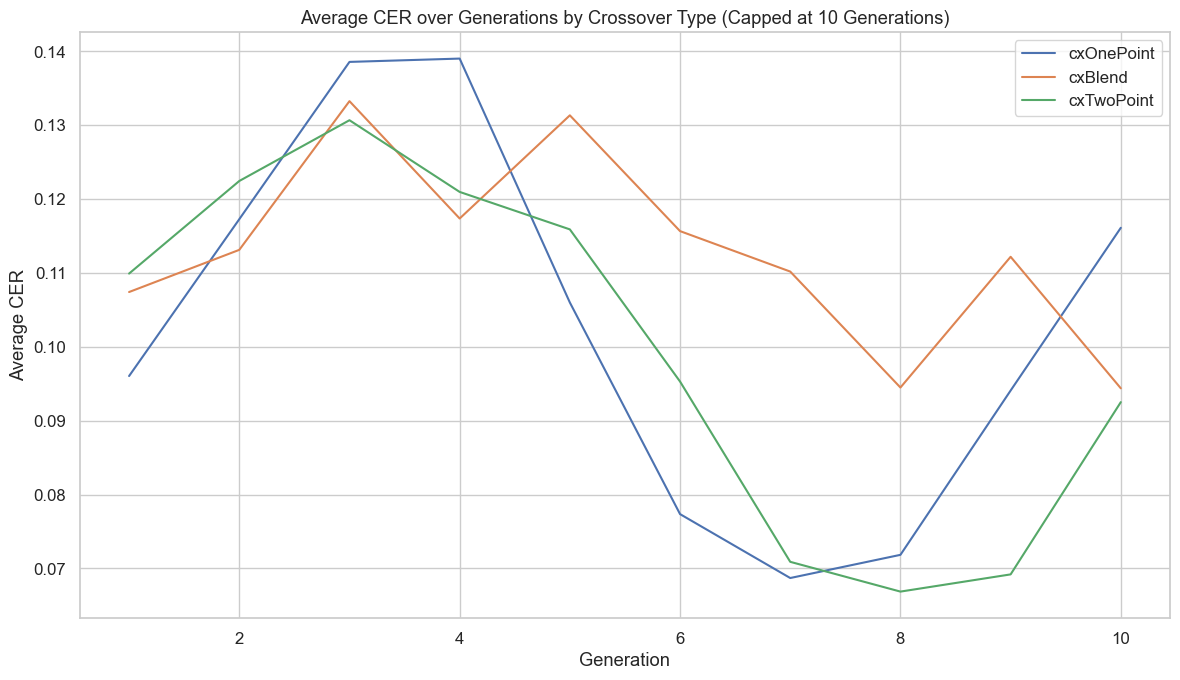 Average CER over Generations by Crossover Type (Capped at 10 Generations)
cxOnePoint
cxBlend
cxTwoPoint
Average CER
0.14
0.13
0.12
0.11
0.10
0.09
0.08
0.07
2 4 6 8 10
Generation